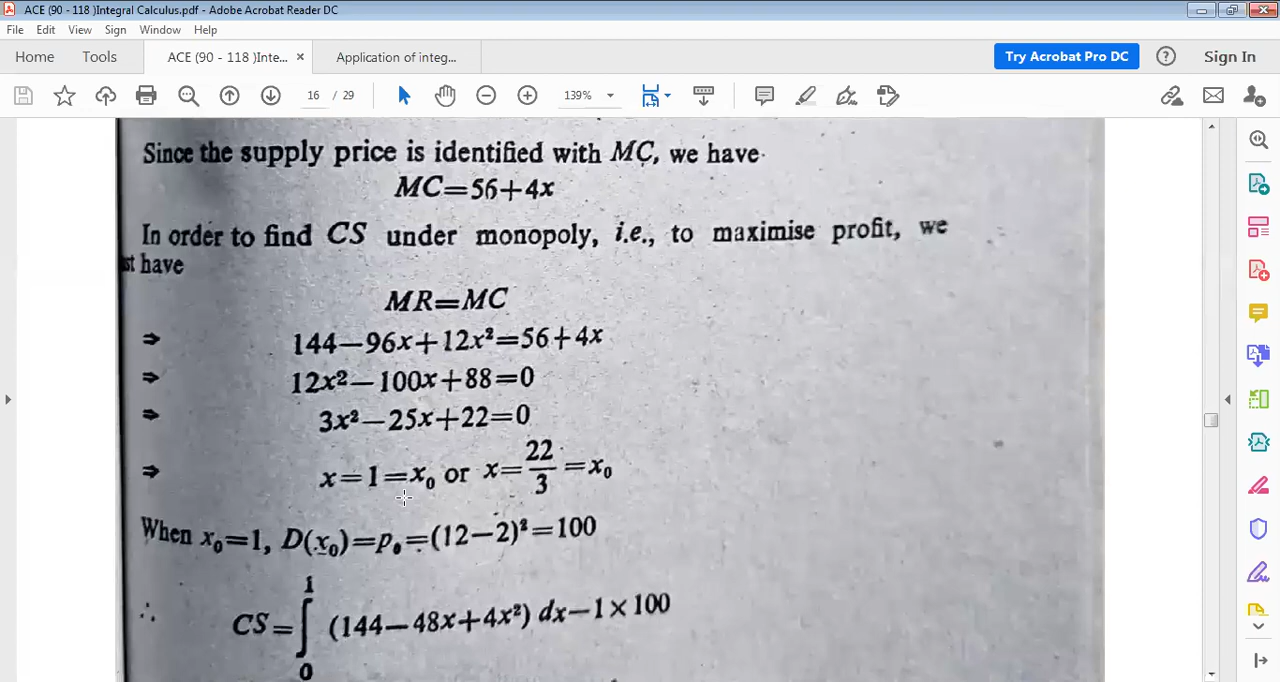 ACE (90 - 118 )Integral Calculus.pdf - Adobe Acrobat Reader DC
File Edit View Sign Window Help
Home Tools ACE (90 - 118 )Inte... × Application of integ... Try Acrobat Pro DC Sign In
16 / 29 139%
Since the supply price is identified with MC, we have
MC=56+4x
In order to find CS under monopoly, i.e., to maximise profit, we
st have
MR=MC
⇒ 144−96x+12x²=56+4x
⇒ 12x²−100x+88=0
⇒ 3x²−25x+22=0
⇒ x=1=x₀ or x=22/3=x₀
When x₀=1, D(x₀)=p₀=(12−2)²=100
∴ CS=∫₀¹ (144−48x+4x²) dx−1×100